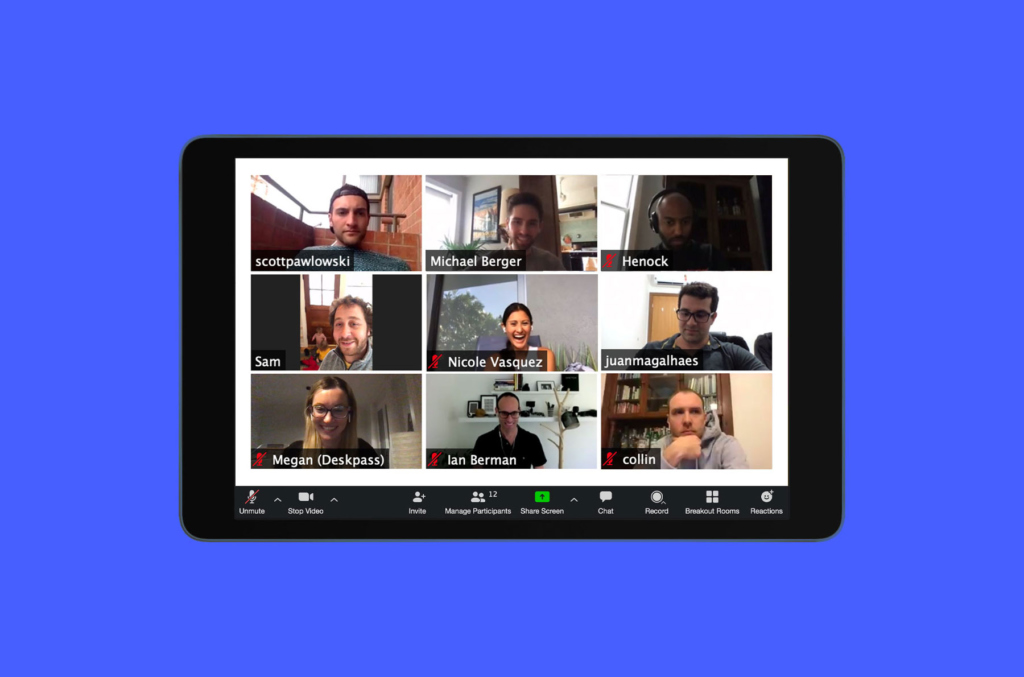 scottpawlowski
Michael Berger
Henock
Sam
Nicole Vasquez
juanmagalhaes
Megan (Deskpass)
Ian Berman
collin
12
Unmute
Stop Video
Invite
Manage Participants
Share Screen
Chat
Record
Breakout Rooms
Reactions